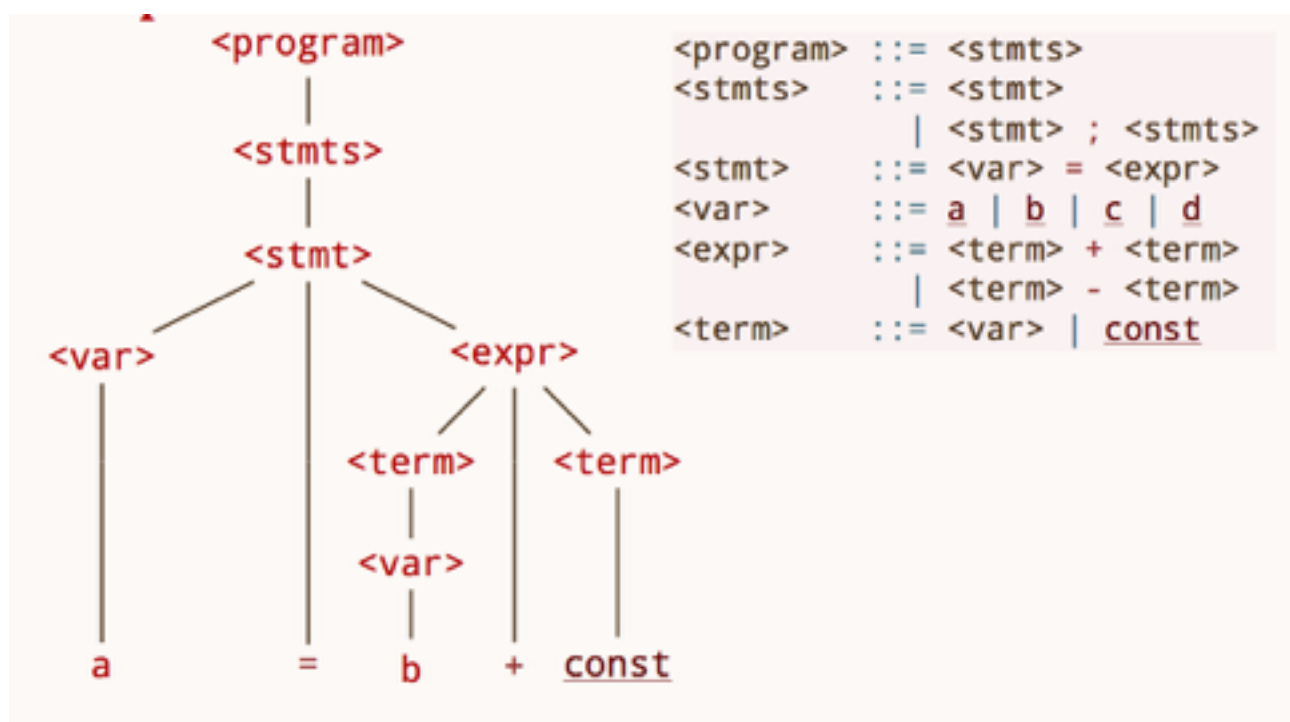 <program>
<stmts>
<stmt>
<var> <expr>
<term> <term>
<var>
a = b + const
<program> ::= <stmts>
<stmts> ::= <stmt>
| <stmt> ; <stmts>
<stmt> ::= <var> = <expr>
<var> ::= a | b | c | d
<expr> ::= <term> + <term>
| <term> - <term>
<term> ::= <var> | const